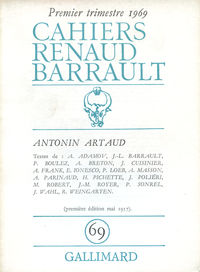 Premier trimestre 1969
CAHIERS
RENAUD
BARRAULT
ANTONIN ARTAUD
Textes de : A. ADAMOV, J.-L. BARRAULT,
P. BOULEZ, A. BRETON, J. CUISINIER,
A. FRANK, E. IONESCO, P. LOEB, A. MASSON,
A. PARINAUD, H. PICHETTE, J. POLIÉRI,
M. ROBERT, J.-M. ROYER, P. SONREL,
J. WAHL, R. WEINGARTEN.
(première édition mai 1957).
69
GALLIMARD